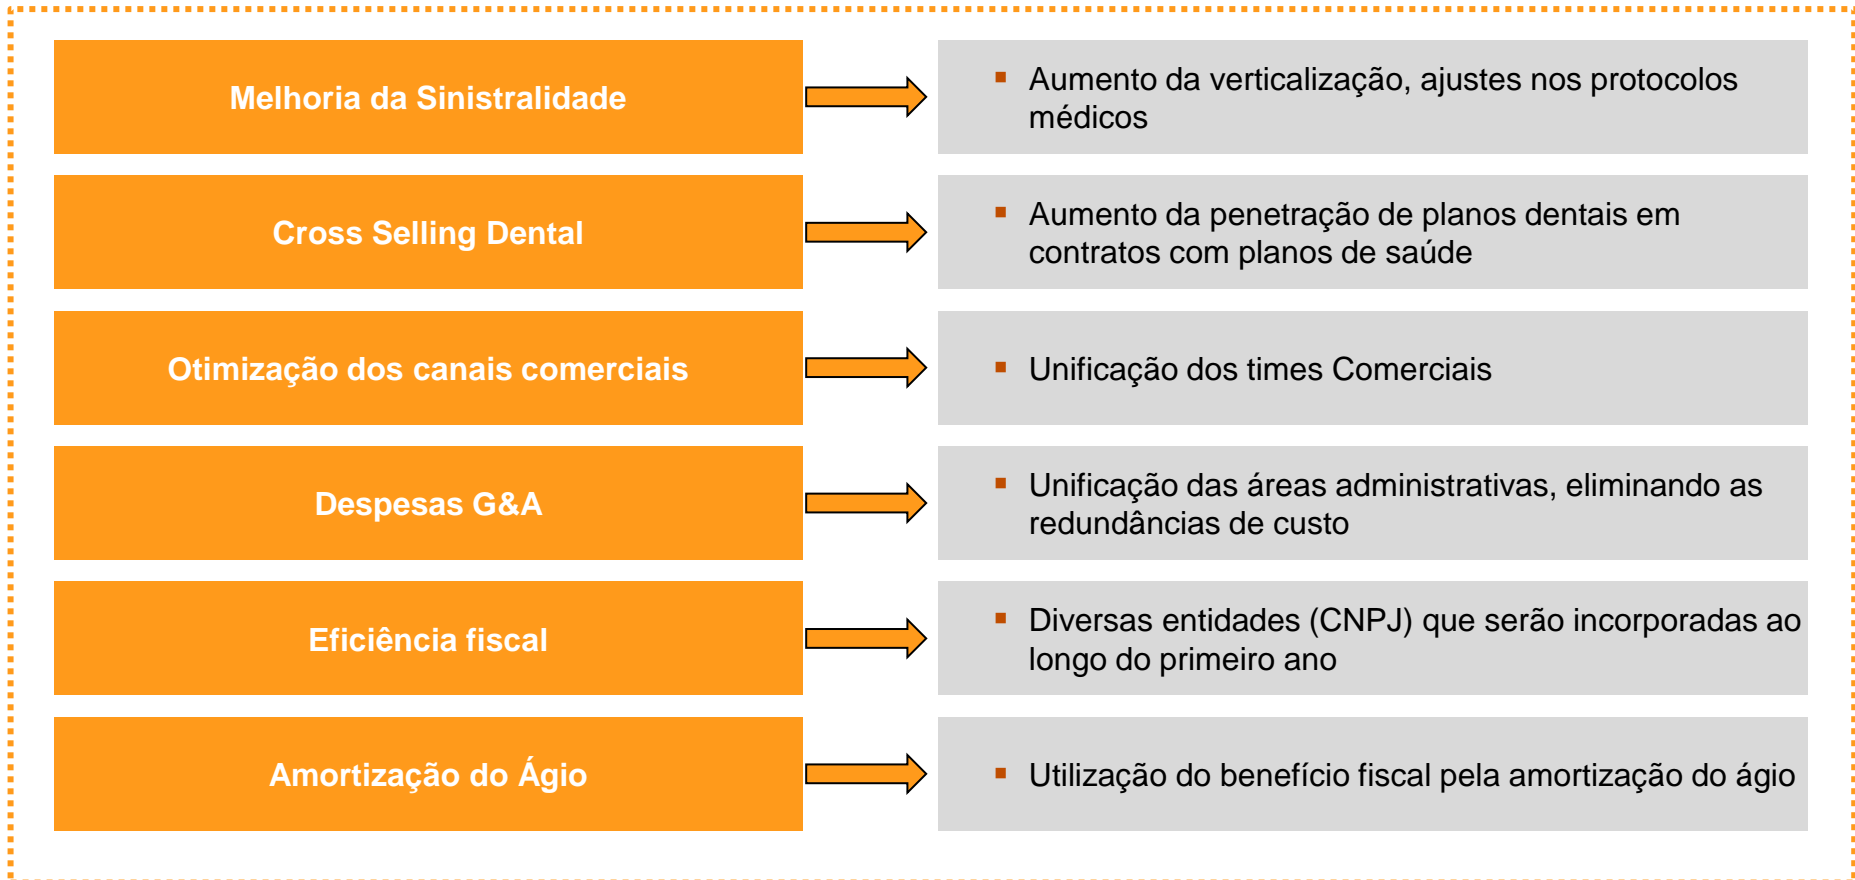 Melhoria da Sinistralidade
▪ Aumento da verticalização, ajustes nos protocolos
médicos
Cross Selling Dental
▪ Aumento da penetração de planos dentais em
contratos com planos de saúde
Otimização dos canais comerciais
▪ Unificação dos times Comerciais
Despesas G&A
▪ Unificação das áreas administrativas, eliminando as
redundâncias de custo
Eficiência fiscal
▪ Diversas entidades (CNPJ) que serão incorporadas ao
longo do primeiro ano
Amortização do Ágio
▪ Utilização do benefício fiscal pela amortização do ágio